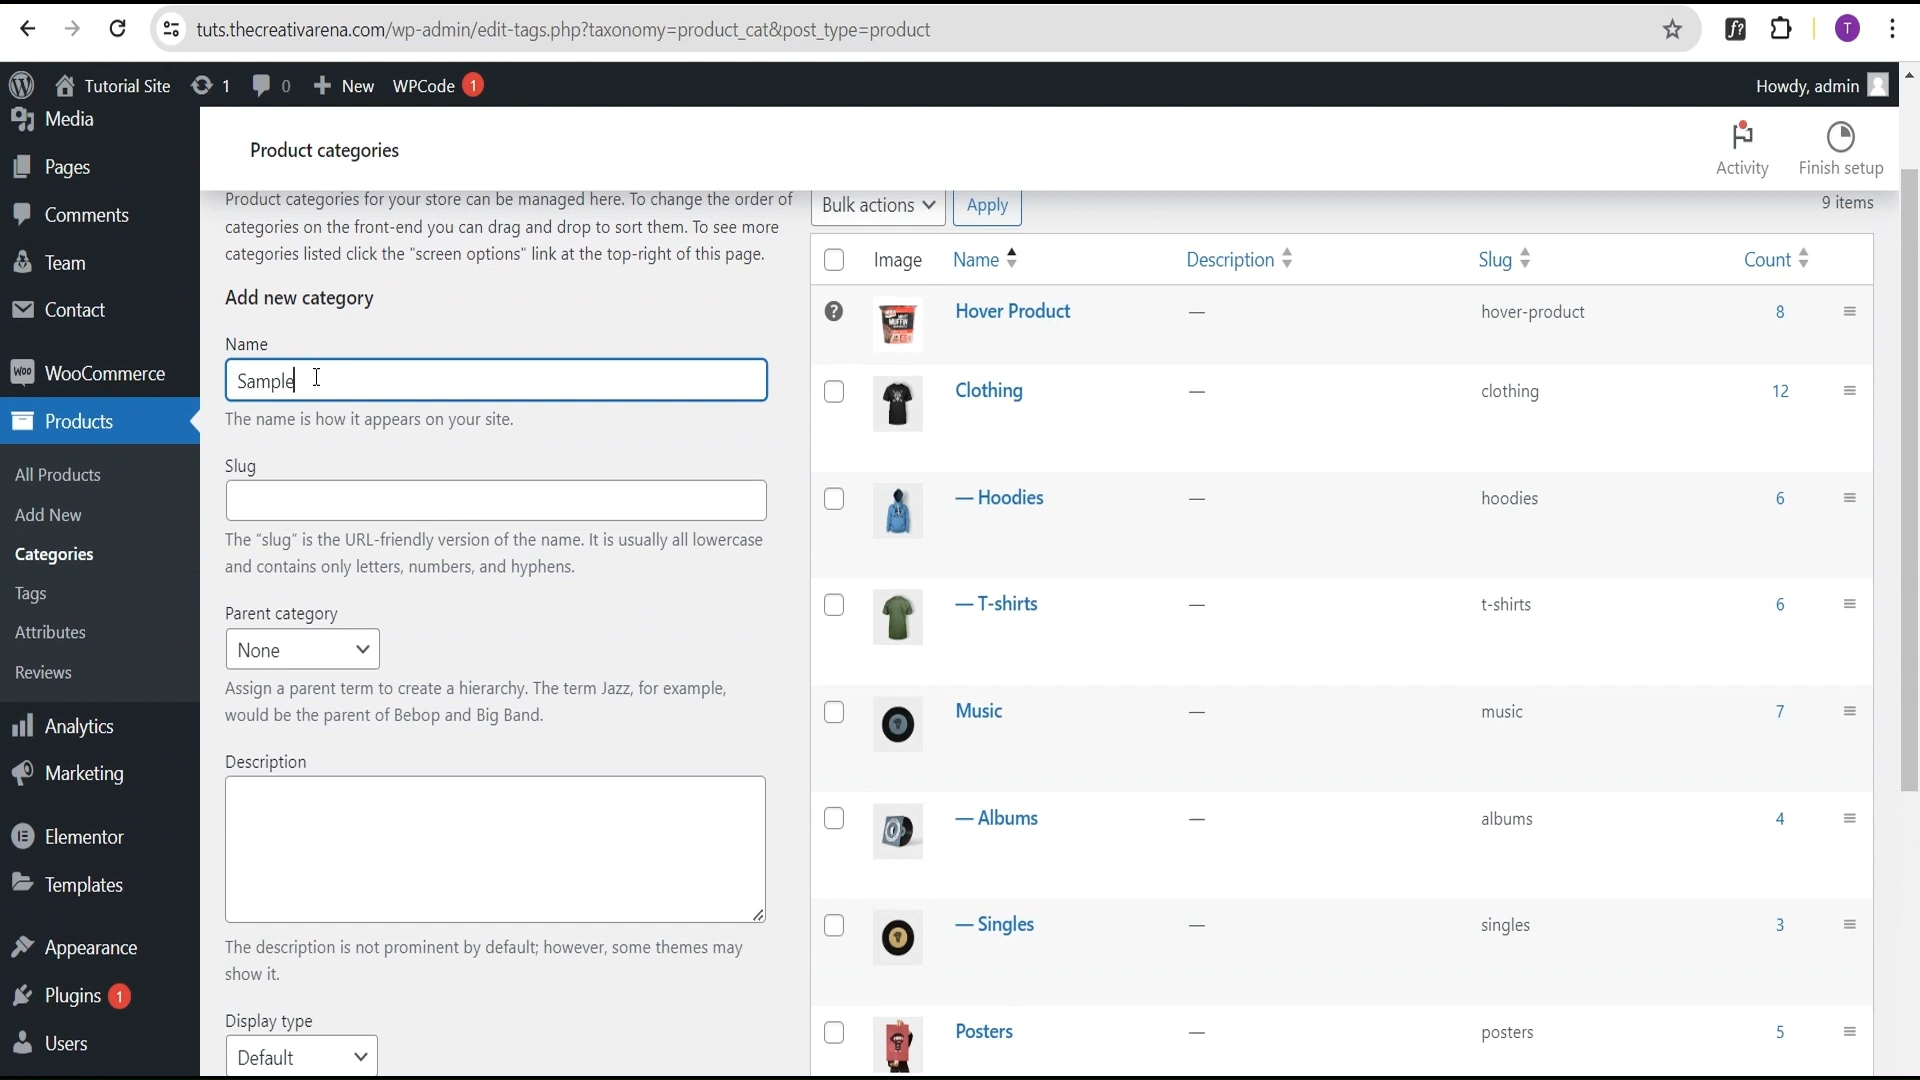 tuts.thecreativarena.com/wp-admin/edit-tags.php?taxonomy=product_cat&post_type=product
f?
T
Tutorial Site
1
0
New
WPCode 1
Howdy, admin
Media
Pages
Comments
Team
Contact
Woo WooCommerce
Products
All Products
Add New
Categories
Tags
Attributes
Reviews
Analytics
Marketing
Elementor
Templates
Appearance
Plugins 1
Users
Product categories
Activity
Finish setup
Product categories for your store can be managed here. To change the order of
categories on the front-end you can drag and drop to sort them. To see more
categories listed click the "screen options" link at the top-right of this page.
Add new category
Name
Sample
The name is how it appears on your site.
Slug
The “slug” is the URL-friendly version of the name. It is usually all lowercase
and contains only letters, numbers, and hyphens.
Parent category
None
Assign a parent term to create a hierarchy. The term Jazz, for example,
would be the parent of Bebop and Big Band.
Description
The description is not prominent by default; however, some themes may
show it.
Display type
Default
Bulk actions
Apply
9 items
Image Name Description Slug Count
? Hover Product — hover-product 8
Clothing — clothing 12
— Hoodies — hoodies 6
— T-shirts — t-shirts 6
Music — music 7
— Albums — albums 4
— Singles — singles 3
Posters — posters 5